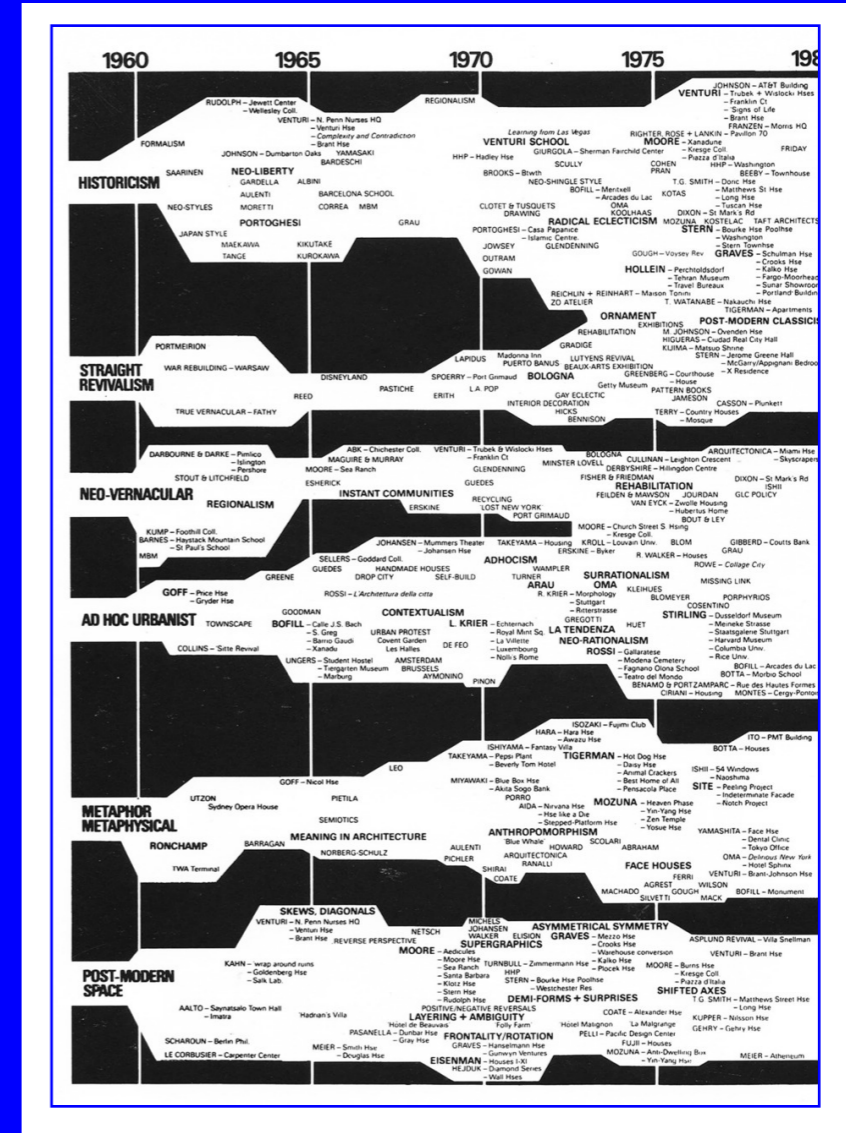 1960 1965 1970 1975 198
JOHNSON – AT&T Building
RUDOLPH – Jewett Center
– Wellesley Coll.
REGIONALISM
VENTURI – Trubek + Wislocki Hses
– Franklin Ct
– 'Signs of Life
– Brant Hse
VENTURI – N. Penn Nurses HQ
– Venturi Hse
– Complexity and Contradiction
– Brant Hse
FRANZEN – Morris HQ
FORMALISM
Learning from Las Vegas
VENTURI SCHOOL
RIGHTER, ROSE + LANKIN – Pavilion 70
MOORE – Xanadune
– Kresge Coll.
– Piazza d'Italia
FRIDAY
JOHNSON – Dumbarton Oaks
YAMASAKI
BARDESCHI
GIURGOLA – Sherman Fairchild Center
HHP – Hadley Hse
SCULLY
COHEN
PRAN
HHP – Washington
BEEBY – Townhouse
HISTORICISM
SAARINEN
NEO-LIBERTY
GARDELLA
ALBINI
BROOKS – Btwth
NEO-SHINGLE STYLE
T.G. SMITH – Doric Hse
– Matthews St Hse
– Long Hse
– Tuscan Hse
AULENTI
BARCELONA SCHOOL
BOFILL – Meritxell
– Arcades du Lac
KOTAS
NEO-STYLES
MORETTI
CORREA
MBM
CLOTET & TUSQUETS
DRAWING
OMA
KOOLHAAS
DIXON – St Mark's Rd
PORTOGHESI
GRAU
RADICAL ECLECTICISM
MOZUNA
KOSTELAC
TAFT ARCHITECTS
JAPAN STYLE
PORTOGHESI – Casa Papanice
– Islamic Centre.
STERN – Bourke Hse Poolhse
– Washington
– Stern Townhse
MAEKAWA
KIKUTAKE
JOWSEY
GLENDENNING
TANGE
KUROKAWA
OUTRAM
GOUGH – Voysey Rev
GRAVES – Schulman Hse
– Crooks Hse
– Kalko Hse
– Fargo-Moorhead
– Sunar Showroom
– Portland Buildin
GOWAN
HOLLEIN – Perchtoldsdorf
– Tehran Museum
– Travel Bureaux
REICHLIN + REINHART – Maison Tonini
ZO ATELIER
T. WATANABE – Nakauchi Hse
TIGERMAN – Apartments
ORNAMENT
EXHIBITIONS
POST-MODERN CLASSICIS
REHABILITATION
M. JOHNSON – Ovenden Hse
HIGUERAS – Ciudad Real City Hall
PORTMEIRION
GRADIGE
KIJIMA – Matsuo Shrine
STRAIGHT
REVIVALISM
LAPIDUS
Madonna Inn
LUTYENS REVIVAL
STERN – Jerome Greene Hall
– McGarry/Appignani Bedroo
– X Residence
WAR REBUILDING – WARSAW
PUERTO BANUS
BEAUX-ARTS EXHIBITION
DISNEYLAND
SPOERRY – Port Grimaud
BOLOGNA
GREENBERG – Courthouse
– House
PASTICHE
L.A. POP
Getty Museum
PATTERN BOOKS
REED
ERITH
GAY ECLECTIC
JAMESON
INTERIOR DECORATION
CASSON – Plunkett
TRUE VERNACULAR – FATHY
HICKS
BENNISON
TERRY – Country Houses
– Mosque
DARBOURNE & DARKE – Pimlico
– Islington
– Pershore
ABK – Chichester Coll.
VENTURI – Trubek & Wislocki Hses
– Franklin Ct
BOLOGNA
ARQUITECTONICA – Miami Hse
– Skyscrapers
MAGUIRE & MURRAY
MINSTER LOVELL
CULLINAN – Leighton Crescent
MOORE – Sea Ranch
GLENDENNING
DERBYSHIRE – Hillingdon Centre
STOUT & LITCHFIELD
FISHER & FRIEDMAN
DIXON – St Mark's Rd
ESHERICK
GUEDES
REHABILITATION
ISHII
NEO-VERNACULAR
INSTANT COMMUNITIES
RECYCLING
FEILDEN & MAWSON
JOURDAN
GLC POLICY
REGIONALISM
ERSKINE
'LOST NEW YORK
VAN EYCK – Zwolle Housing
– Hubertus Home
PORT GRIMAUD
BOUT & LEY
KUMP – Foothill Coll.
MOORE – Church Street S. Hsing
– Kresge Coll.
BARNES – Haystack Mountain School
– St Paul's School
JOHANSEN – Mummers Theater
– Johansen Hse
TAKEYAMA – Housing
KROLL – Louvain Univ.
BLOM
GIBBERD – Coutts Bank
MBM
ERSKINE – Byker
GRAU
SELLERS – Goddard Coll.
ADHOCISM
R. WALKER – Houses
GUEDES
HANDMADE HOUSES
WAMPLER
ROWE – Collage City
GREENE
DROP CITY
SELF-BUILD
TURNER
SURRATIONALISM
MISSING LINK
GOFF – Price Hse
– Gryder Hse
ROSSI – L'Architettura della citta
ARAU
OMA
KLEIHUES
R. KRIER – Morphology
– Stuttgart
– Ritterstrasse
BLOMEYER
PORPHYRIOS
COSENTINO
AD HOC URBANIST
TOWNSCAPE
GOODMAN
CONTEXTUALISM
GREGOTTI
STIRLING – Dusseldorf Museum
– Meineke Strasse
– Staatsgalerie Stuttgart
– Harvard Museum
– Columbia Univ.
– Rice Univ.
BOFILL – Calle J.S. Bach
– S. Greg
– Barrio Gaudi
– Xanadu
L. KRIER – Echternach
– Royal Mint Sq.
– La Villette
– Luxembourg
– Nolli's Rome
LA TENDENZA
HUET
URBAN PROTEST
Covent Garden
Les Halles
NEO-RATIONALISM
COLLINS – 'Sitte Revival
DE FEO
ROSSI – Gallaratese
– Modena Cemetery
– Fagnano Olona School
– Teatro del Mondo
UNGERS – Student Hostel
– Tiergarten Museum
– Marburg
AMSTERDAM
BRUSSELS
BOFILL – Arcades du Lac
AYMONINO
BOTTA – Morbio School
PINON
BENAMO & PORTZAMPARC – Rue des Hautes Formes
CIRIANI – Housing
MONTES – Cergy-Pontoi
ISOZAKI – Fujimi Club
HARA – Hara Hse
– Awazu Hse
ITO – PMT Building
ISHIYAMA – Fantasy Villa
BOTTA – Houses
TAKEYAMA – Pepsi Plant
– Beverly Tom Hotel
TIGERMAN – Hot Dog Hse
– Daisy Hse
– Animal Crackers
– Best Home of All
– Pensacola Place
LEO
ISHII – 54 Windows
– Naoshima
GOFF – Nicol Hse
MIYAWAKI – Blue Box Hse
– Akita Sogo Bank
SITE – Peeling Project
– Indeterminate Facade
– Notch Project
UTZON
Sydney Opera House
PIETILA
PORRO
MOZUNA – Heaven Phase
– Yin-Yang Hse
– Zen Temple
– Yosue Hse
METAPHOR
METAPHYSICAL
AIDA – Nirvana Hse
– Hse like a Die
– Stepped-Platform Hse
SEMIOTICS
YAMASHITA – Face Hse
– Dental Clinic
– Tokyo Office
MEANING IN ARCHITECTURE
ANTHROPOMORPHISM
RONCHAMP
BARRAGAN
'Blue Whale'
SCOLARI
NORBERG-SCHULZ
AULENTI
HOWARD
ABRAHAM
OMA – Delirious New York
– Hotel Sphinx
PICHLER
ARQUITECTONICA
TWA Terminal
RANALLI
FACE HOUSES
VENTURI – Brant-Johnson Hse
SHIRAI
FERRI
COATE
AGREST
WILSON
MACHADO
GOUGH
BOFILL – Monument
SILVETTI
MACK
SKEWS, DIAGONALS
MICHELS
VENTURI – N. Penn Nurses HQ
– Venturi Hse
– Brant Hse
JOHANSEN
ASYMMETRICAL SYMMETRY
NETSCH
WALKER
ELISION
GRAVES – Mezzo Hse
– Crooks Hse
– Warehouse conversion
– Kalko Hse
– Plocek Hse
ASPLUND REVIVAL – Villa Snellman
REVERSE PERSPECTIVE
SUPERGRAPHICS
MOORE – Aedicules
– Moore Hse
– Sea Ranch
– Santa Barbara
– Klotz Hse
– Stern Hse
– Rudolph Hse
VENTURI – Brant Hse
KAHN – 'wrap around ruins
– Goldenberg Hse
– Salk Lab.
TURNBULL – Zimmermann Hse
MOORE – Burns Hse
– Kresge Coll
– Piazza d'Italia
HHP
POST-MODERN
SPACE
STERN – Bourke Hse Poolhse
– Westchester Res
SHIFTED AXES
DEMI-FORMS + SURPRISES
T.G. SMITH – Matthews Street Hse
– Long Hse
AALTO – Saynatsalo Town Hall
– Imatra
POSITIVE/NEGATIVE REVERSALS
COATE – Alexander Hse
'Hadrian's Villa
LAYERING + AMBIGUITY
KUPPER – Nilsson Hse
'Hotel de Beauvais
Folly Farm'
'Hotel Matignon
'La Malgrange
PASANELLA – Dunbar Hse
– Gray Hse
FRONTALITY/ROTATION
PELLI – Pacific Design Center
GEHRY – Gehry Hse
SCHAROUN – Berlin Phil.
GRAVES – Hanselmann Hse
– Gunwyn Ventures
FUJII – Houses
MEIER – Smith Hse
– Douglas Hse
MOZUNA – Anti-Dwelling Box
– Yin-Yang Hse
LE CORBUSIER – Carpenter Center
EISENMAN – Houses I-XI
MEIER – Atheneum
HEJDUK – Diamond Series
– Wall Hses